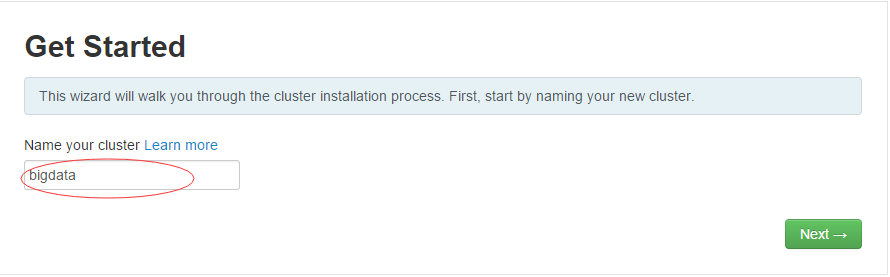 Get Started
This wizard will walk you through the cluster installation process. First, start by naming your new cluster.
Name your cluster Learn more
bigdata
Next →